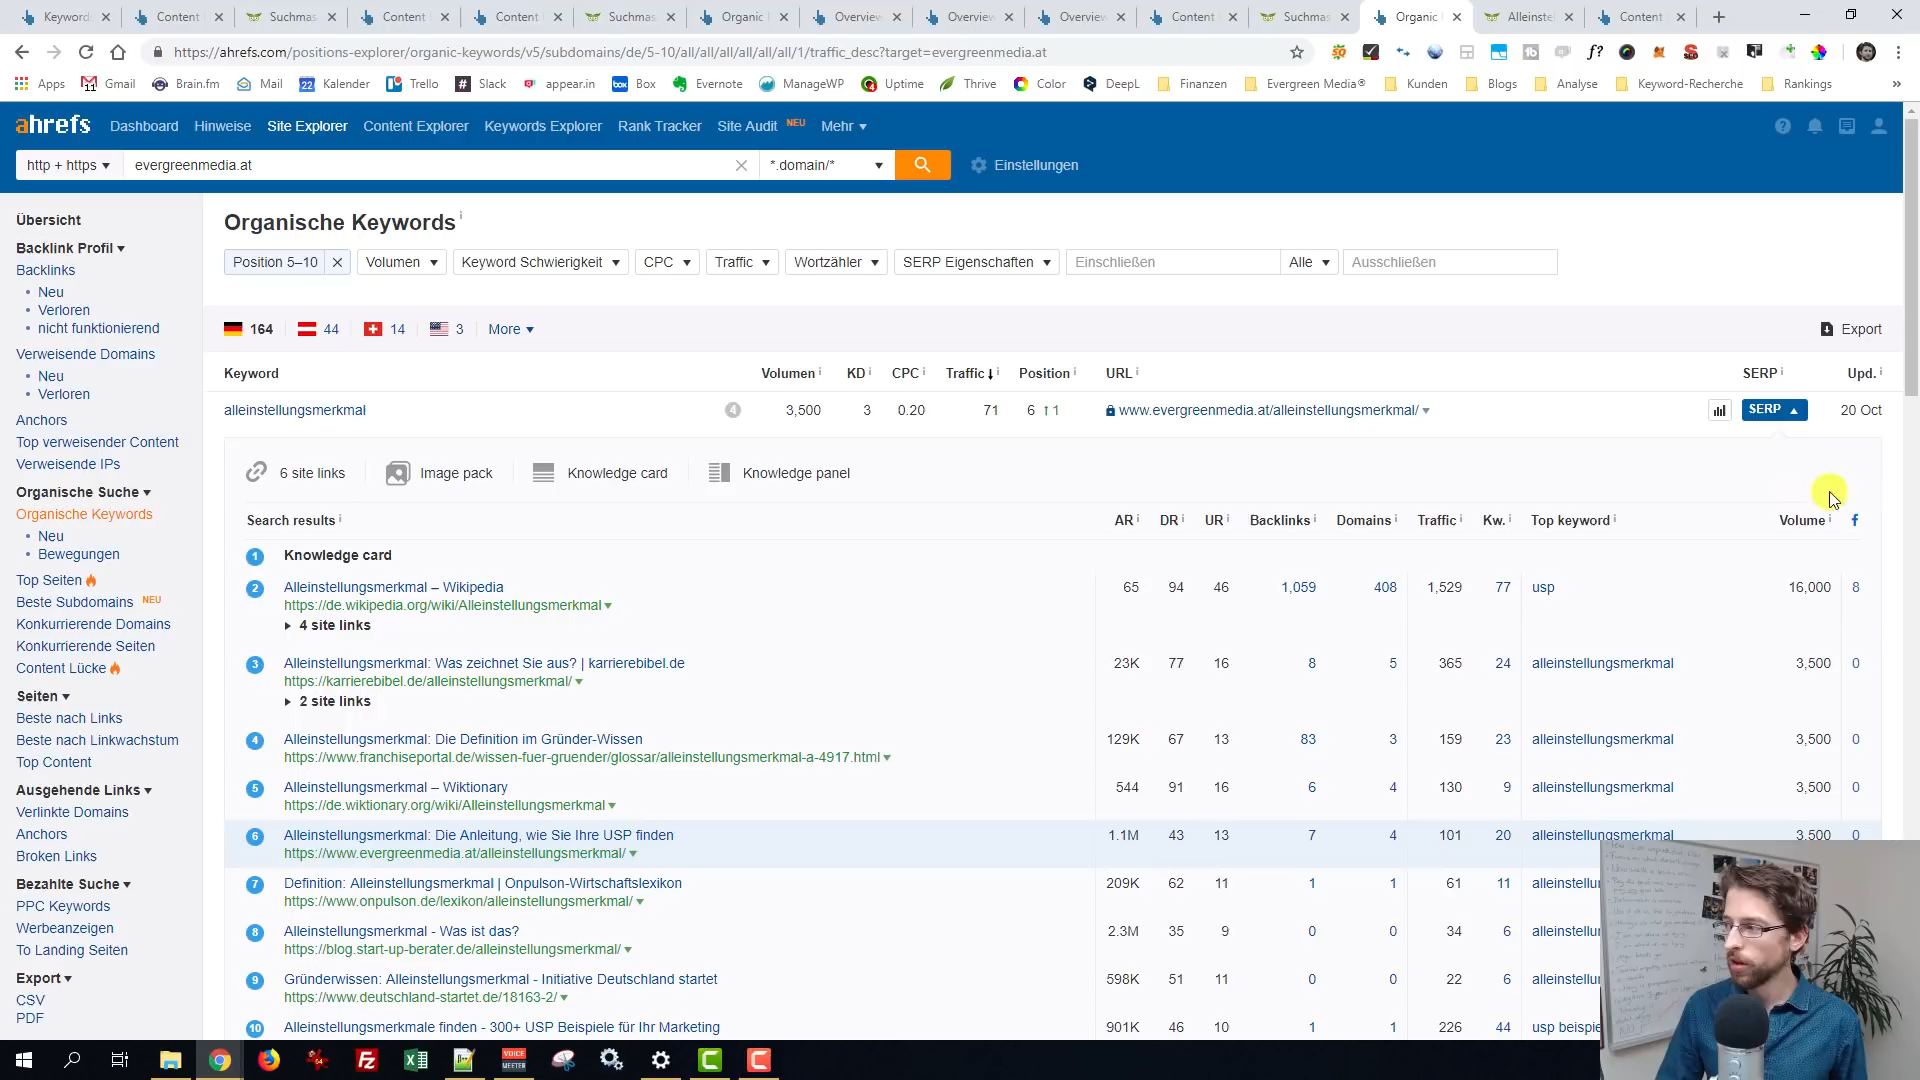 Keywords
Content
Suchmas
Content
Content
Suchmas
Organic
Overview
Overview
Overview
Content
Suchmas
Organic
Alleinstel
Content
https://ahrefs.com/positions-explorer/organic-keywords/v5/subdomains/de/5-10/all/all/all/all/all/all/1/traffic_desc?target=evergreenmedia.at
Apps Gmail Brain.fm Mail Kalender Trello Slack appear.in Box Evernote ManageWP Uptime Thrive Color DeepL Finanzen Evergreen Media® Kunden Blogs Analyse Keyword-Recherche Rankings »
ahrefs Dashboard Hinweise Site Explorer Content Explorer Keywords Explorer Rank Tracker Site Audit NEU Mehr
http + https evergreenmedia.at *.domain/* Einstellungen
Übersicht
Backlink Profil
Backlinks
Neu
Verloren
nicht funktionierend
Verweisende Domains
Neu
Verloren
Anchors
Top verweisender Content
Verweisende IPs
Organische Suche
Organische Keywords
Neu
Bewegungen
Top Seiten
Beste Subdomains NEU
Konkurrierende Domains
Konkurrierende Seiten
Content Lücke
Seiten
Beste nach Links
Beste nach Linkwachstum
Top Content
Ausgehende Links
Verlinkte Domains
Anchors
Broken Links
Bezahlte Suche
PPC Keywords
Werbeanzeigen
To Landing Seiten
Export
CSV
PDF
Organische Keywords
Position 5–10 Volumen Keyword Schwierigkeit CPC Traffic Wortzähler SERP Eigenschaften Einschließen Alle Ausschließen
164 44 14 3 More Export
Keyword Volumen KD CPC Traffic Position URL SERP Upd.
alleinstellungsmerkmal 4 3,500 3 0.20 71 6 ↑1 www.evergreenmedia.at/alleinstellungsmerkmal/ SERP 20 Oct
6 site links Image pack Knowledge card Knowledge panel
Search results AR DR UR Backlinks Domains Traffic Kw. Top keyword Volume f
1 Knowledge card
2 Alleinstellungsmerkmal – Wikipedia 65 94 46 1,059 408 1,529 77 usp 16,000 8
https://de.wikipedia.org/wiki/Alleinstellungsmerkmal
4 site links
3 Alleinstellungsmerkmal: Was zeichnet Sie aus? | karrierebibel.de 23K 77 16 8 5 365 24 alleinstellungsmerkmal 3,500 0
https://karrierebibel.de/alleinstellungsmerkmal/
2 site links
4 Alleinstellungsmerkmal: Die Definition im Gründer-Wissen 129K 67 13 83 3 159 23 alleinstellungsmerkmal 3,500 0
https://www.franchiseportal.de/wissen-fuer-gruender/glossar/alleinstellungsmerkmal-a-4917.html
5 Alleinstellungsmerkmal – Wiktionary 544 91 16 6 4 130 9 alleinstellungsmerkmal 3,500 0
https://de.wiktionary.org/wiki/Alleinstellungsmerkmal
6 Alleinstellungsmerkmal: Die Anleitung, wie Sie Ihre USP finden 1.1M 43 13 7 4 101 20 alleinstellungsmerkmal 3,500 0
https://www.evergreenmedia.at/alleinstellungsmerkmal/
7 Definition: Alleinstellungsmerkmal | Onpulson-Wirtschaftslexikon 209K 62 11 1 1 61 11 alleinstellu
https://www.onpulson.de/lexikon/alleinstellungsmerkmal/
8 Alleinstellungsmerkmal - Was ist das? 2.3M 35 9 0 0 34 6 alleinstellu
https://blog.start-up-berater.de/alleinstellungsmerkmal/
9 Gründerwissen: Alleinstellungsmerkmal - Initiative Deutschland startet 598K 51 11 0 0 22 6 alleinstellu
https://www.deutschland-startet.de/18163-2/
10 Alleinstellungsmerkmale finden - 300+ USP Beispiele für Ihr Marketing 901K 46 10 1 1 226 44 usp beispie
VOICE
MEETER